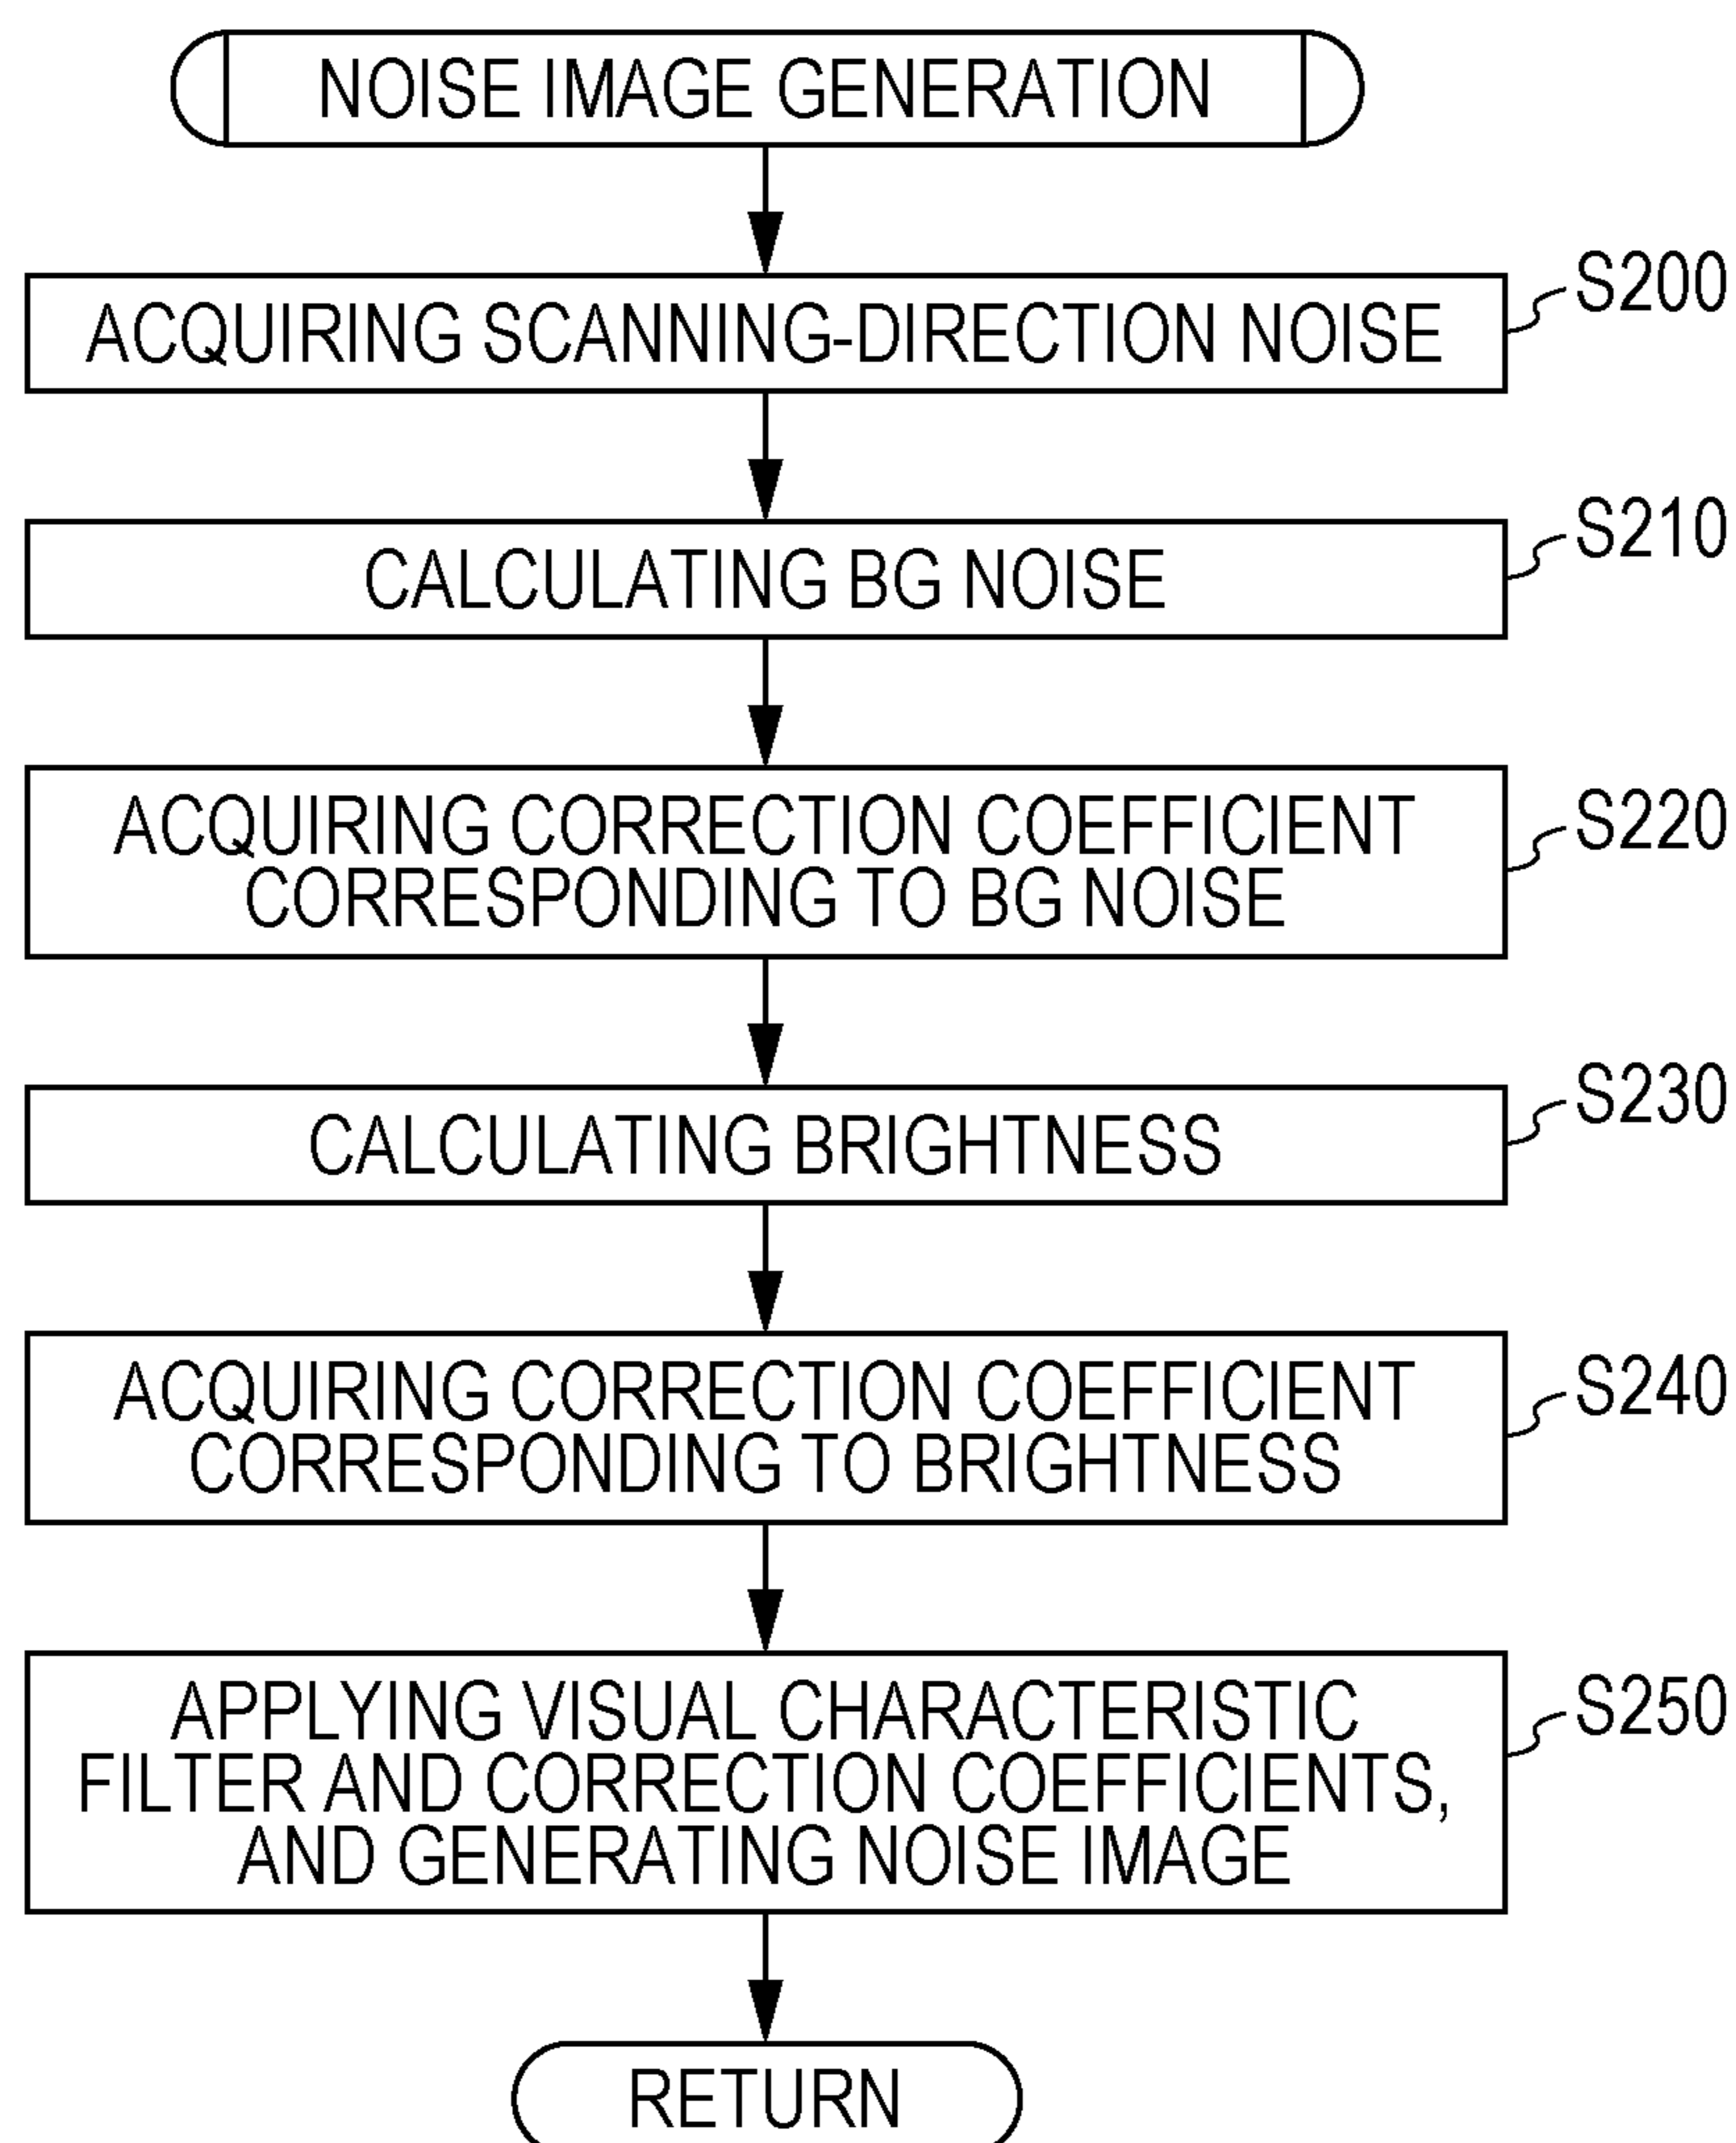 NOISE IMAGE GENERATION
ACQUIRING SCANNING-DIRECTION NOISE
S200
CALCULATING BG NOISE
S210
ACQUIRING CORRECTION COEFFICIENT
CORRESPONDING TO BG NOISE
S220
CALCULATING BRIGHTNESS
S230
ACQUIRING CORRECTION COEFFICIENT
CORRESPONDING TO BRIGHTNESS
S240
APPLYING VISUAL CHARACTERISTIC
FILTER AND CORRECTION COEFFICIENTS,
AND GENERATING NOISE IMAGE
S250
RETURN